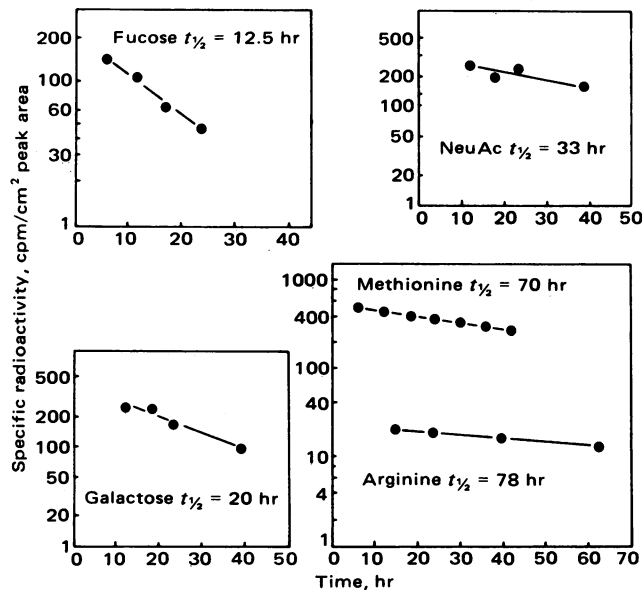 Specific radioactivity, cpm/cm² peak area
200
100
60
30
1
Fucose t½ = 12.5 hr
0 10 20 30 40
500
200
100
50
20
10
1
NeuAc t½ = 33 hr
0 10 20 30 40 50
500
200
100
50
20
10
1
Galactose t½ = 20 hr
0 10 20 30 40 50
1000
400
100
40
10
4
1
Methionine t½ = 70 hr
Arginine t½ = 78 hr
0 10 20 30 40 50 60 70
Time, hr